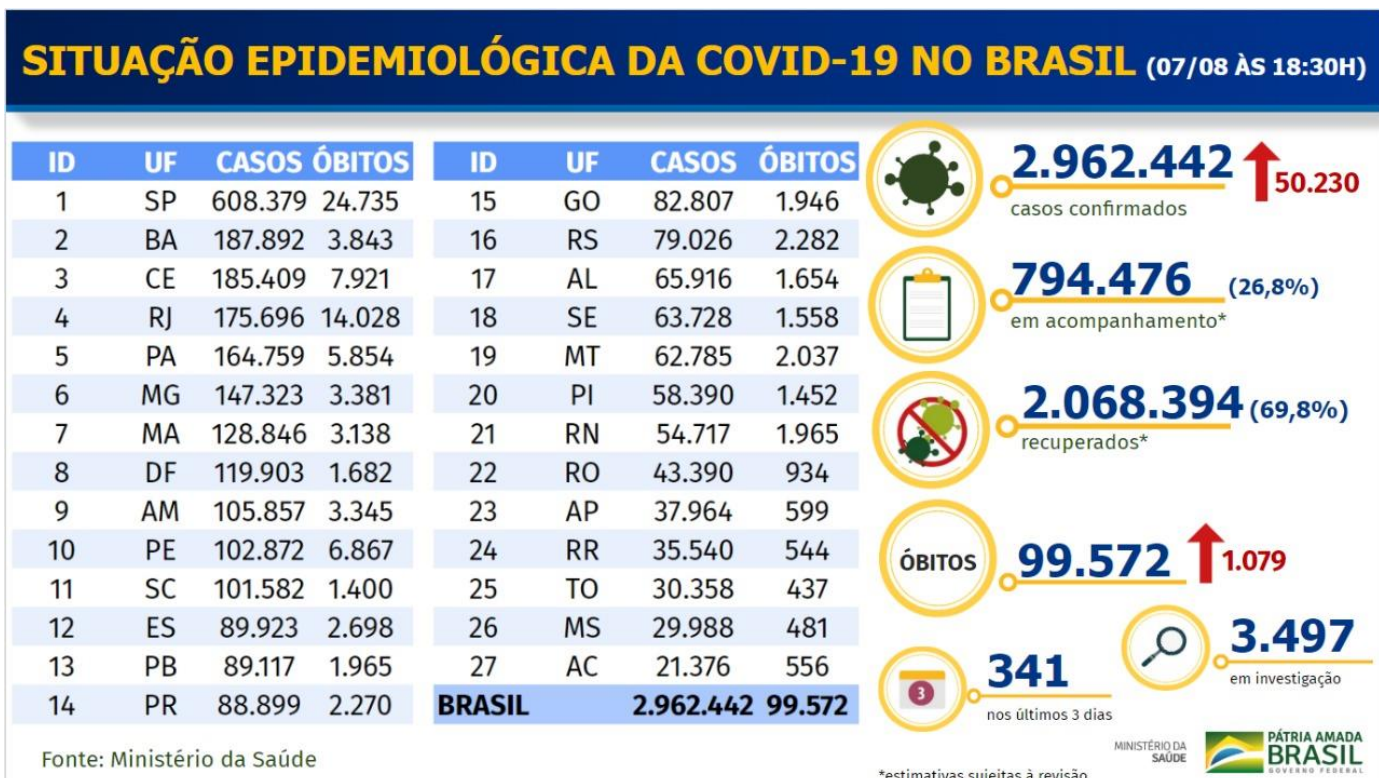 SITUAÇÃO EPIDEMIOLÓGICA DA COVID-19 NO BRASIL (07/08 ÀS 18:30H)
ID UF CASOS ÓBITOS
1 SP 608.379 24.735
2 BA 187.892 3.843
3 CE 185.409 7.921
4 RJ 175.696 14.028
5 PA 164.759 5.854
6 MG 147.323 3.381
7 MA 128.846 3.138
8 DF 119.903 1.682
9 AM 105.857 3.345
10 PE 102.872 6.867
11 SC 101.582 1.400
12 ES 89.923 2.698
13 PB 89.117 1.965
14 PR 88.899 2.270
ID UF CASOS ÓBITOS
15 GO 82.807 1.946
16 RS 79.026 2.282
17 AL 65.916 1.654
18 SE 63.728 1.558
19 MT 62.785 2.037
20 PI 58.390 1.452
21 RN 54.717 1.965
22 RO 43.390 934
23 AP 37.964 599
24 RR 35.540 544
25 TO 30.358 437
26 MS 29.988 481
27 AC 21.376 556
BRASIL 2.962.442 99.572
2.962.442 50.230
casos confirmados
794.476 (26,8%)
em acompanhamento*
2.068.394 (69,8%)
recuperados*
ÓBITOS 99.572 1.079
3.497
em investigação
3
341
nos últimos 3 dias
Fonte: Ministério da Saúde
*estimativas sujeitas à revisão
MINISTÉRIO DA
SAÚDE
PÁTRIA AMADA
BRASIL
GOVERNO FEDERAL